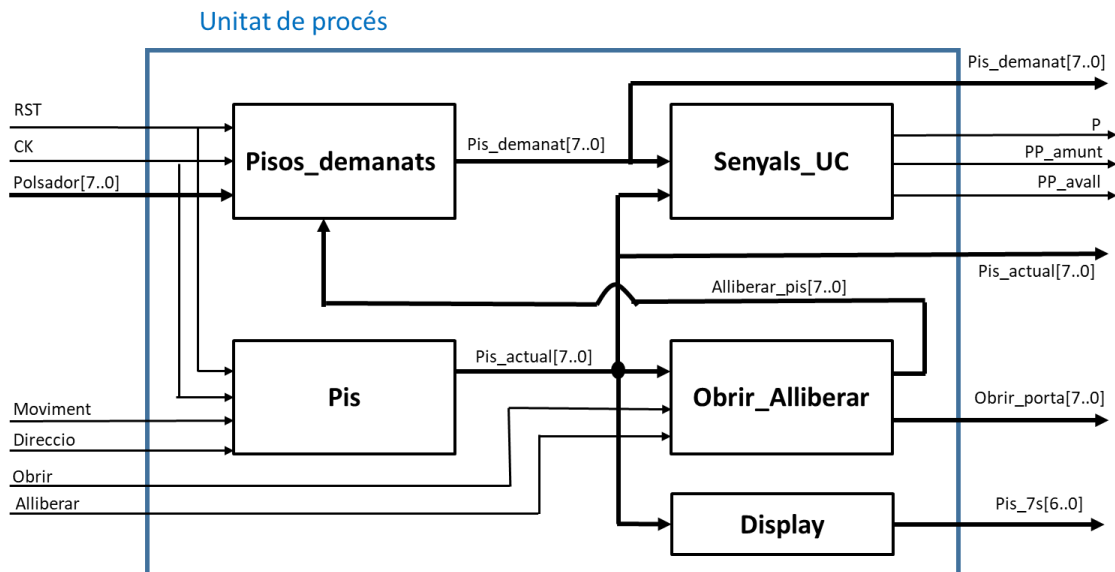 Unitat de procés
Pis_demanat[7..0]
RST
CK
Polsador[7..0]
Pisos_demanats
Pis_demanat[7..0]
Senyals_UC
P
PP_amunt
PP_avall
Pis_actual[7..0]
Alliberar_pis[7..0]
Pis_actual[7..0]
Pis
Obrir_Alliberar
Obrir_porta[7..0]
Moviment
Direccio
Obrir
Alliberar
Display
Pis_7s[6..0]